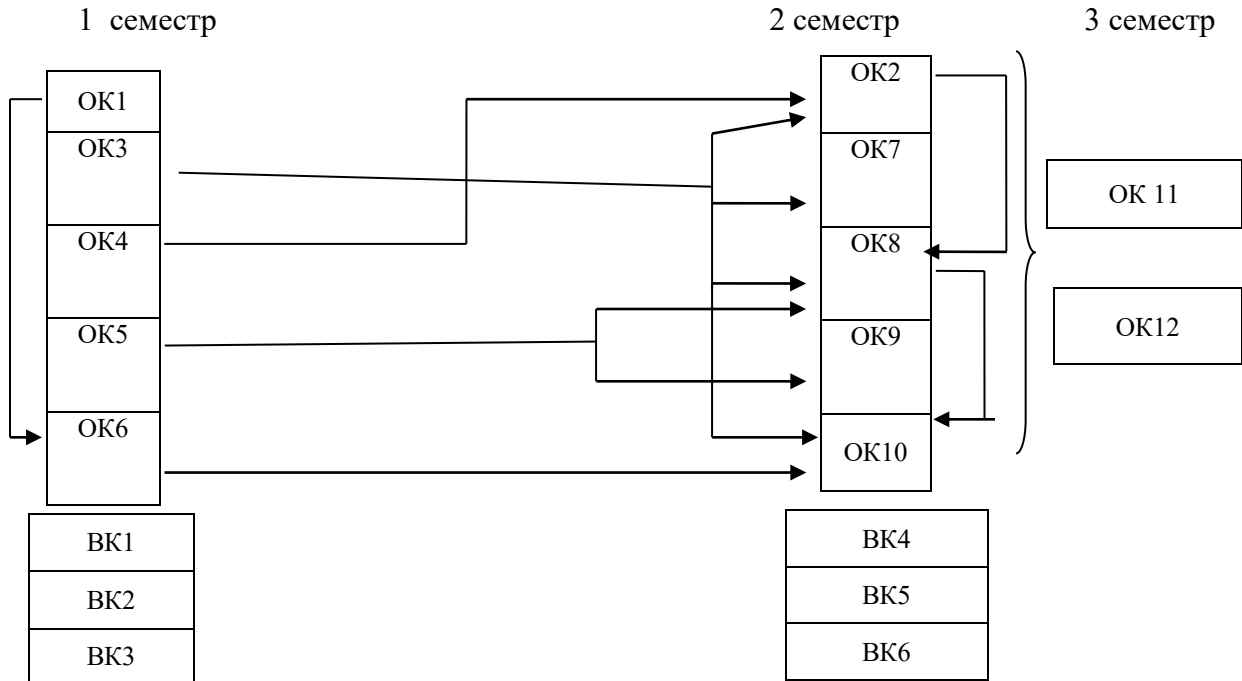 1 семестр
2 семестр
3 семестр
ОК1
ОК3
ОК4
ОК5
ОК6
ВК1
ВК2
ВК3
ОК2
ОК7
ОК8
ОК9
ОК10
ВК4
ВК5
ВК6
ОК 11
ОК12